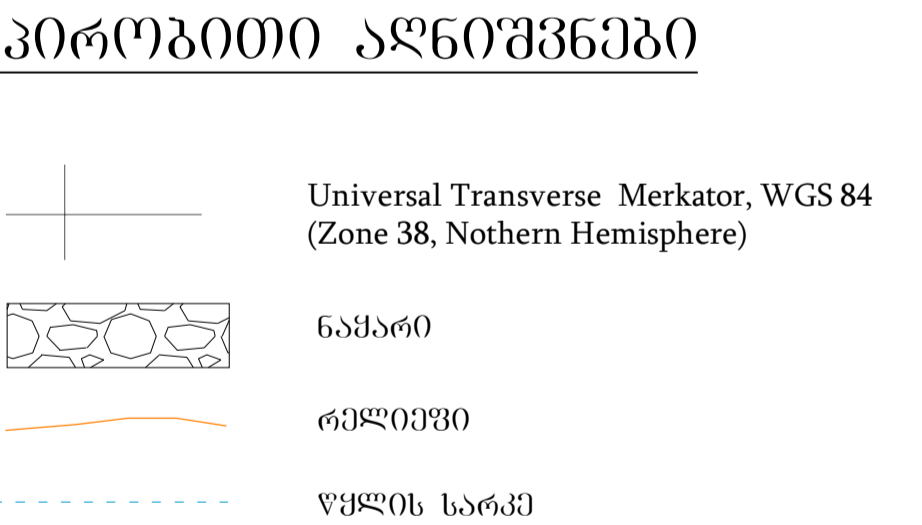 პირობითი აღნიშვნები
Universal Transverse Merkator, WGS 84
(Zone 38, Nothern Hemisphere)
ნაყარი
რელიეფი
წყლის სარკე